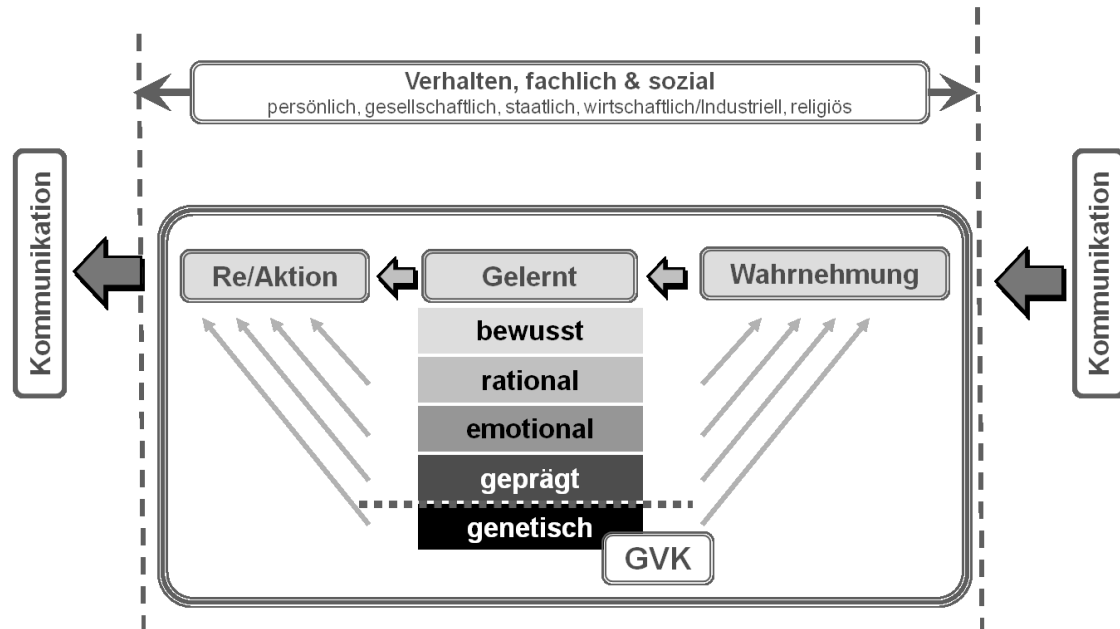 Verhalten, fachlich & sozial
persönlich, gesellschaftlich, staatlich, wirtschaftlich/Industriell, religiös
Kommunikation
Kommunikation
Re/Aktion
Gelernt
Wahrnehmung
bewusst
rational
emotional
geprägt
genetisch
GVK